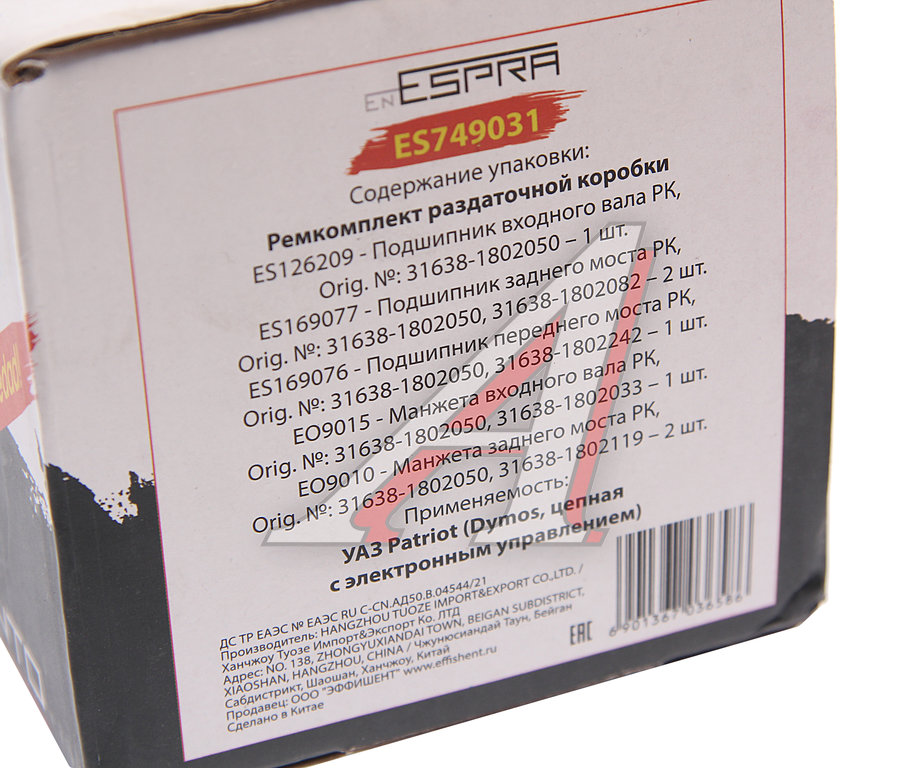 EN ESPRA
ES749031
Содержание упаковки:
Ремкомплект раздаточной коробки
ES126209 - Подшипник входного вала РК,
Orig. №: 31638-1802050 – 1 шт.
ES169077 - Подшипник заднего моста РК,
Orig. №: 31638-1802050, 31638-1802082 – 2 шт.
ES169076 - Подшипник переднего моста РК,
Orig. №: 31638-1802050, 31638-1802242 – 1 шт.
EO9015 - Манжета входного вала РК,
Orig. №: 31638-1802050, 31638-1802033 – 1 шт.
EO9010 - Манжета заднего моста РК,
Orig. №: 31638-1802050, 31638-1802119 – 2 шт.
Применяемость:
УАЗ Patriot (Dymos, цепная
с электронным управлением)
ДС ТР ЕАЭС № ЕАЭС RU С-CN.АД50.В.04544/21
Производитель: HANGZHOU TUOZE IMPORT&EXPORT CO.,LTD. /
Ханчжоу Туозе Импорт&Экспорт Ко. ЛТД
Адрес: NO. 138, ZHONGYUXIANDAI TOWN, BEIGAN SUBDISTRICT,
XIAOSHAN, HANGZHOU, CHINA / Чжунюсиандай Таун, Бейган
Сабдистрикт, Шаошан, Ханчжоу, Китай
Продавец: ООО "ЭФФИШЕНТ" www.effishent.ru
Сделано в Китае
EAC
6901367036586